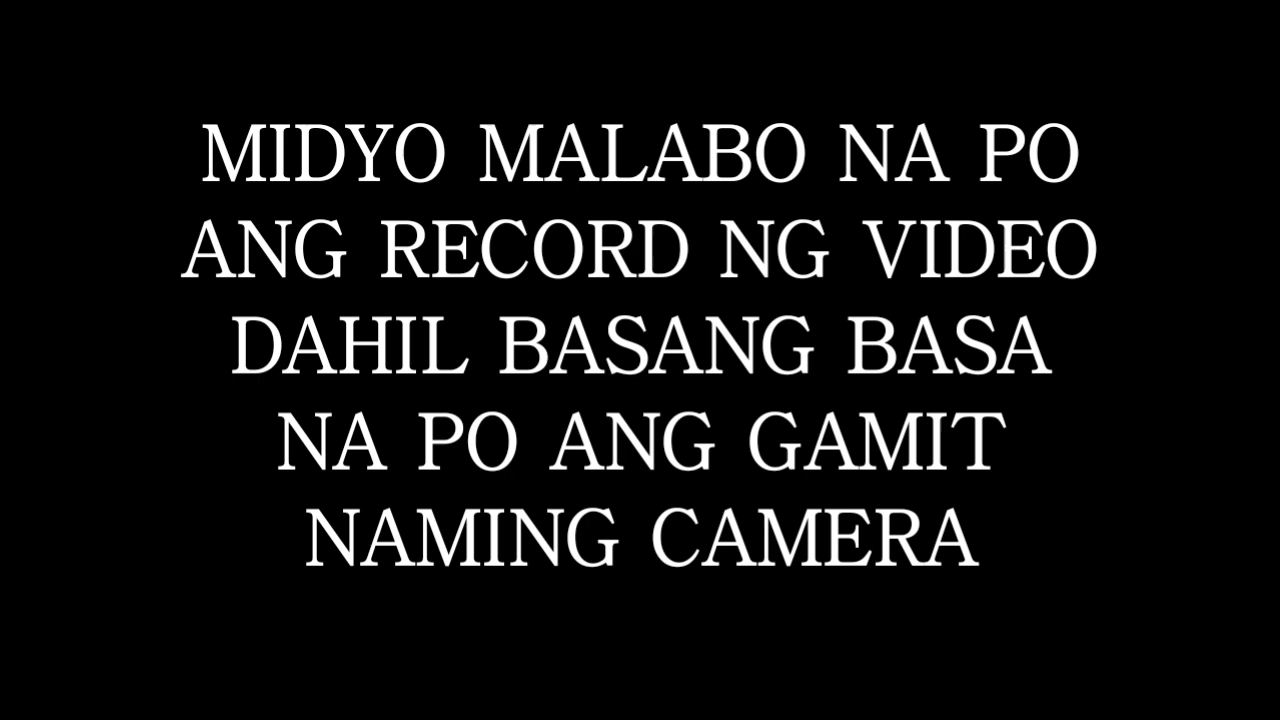 MIDYO MALABO NA PO
ANG RECORD NG VIDEO
DAHIL BASANG BASA
NA PO ANG GAMIT
NAMING CAMERA